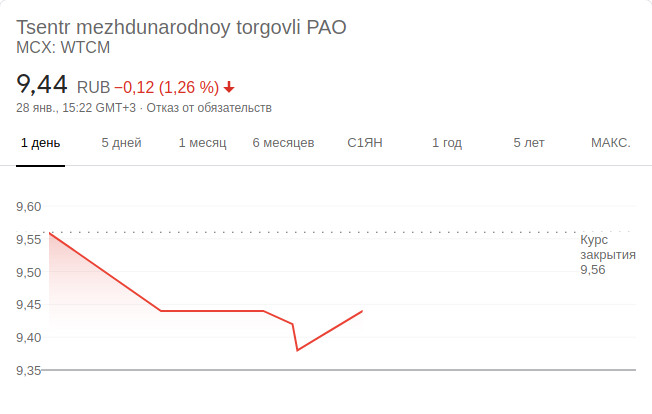 Tsentr mezhdunarodnoy torgovli PAO
MCX: WTCM
9,44 RUB −0,12 (1,26 %)
28 янв., 15:22 GMT+3 · Отказ от обязательств
1 день 5 дней 1 месяц 6 месяцев С1ЯН 1 год 5 лет МАКС.
9,60
9,55
9,50
9,45
9,40
9,35
Курс
закрытия
9,56